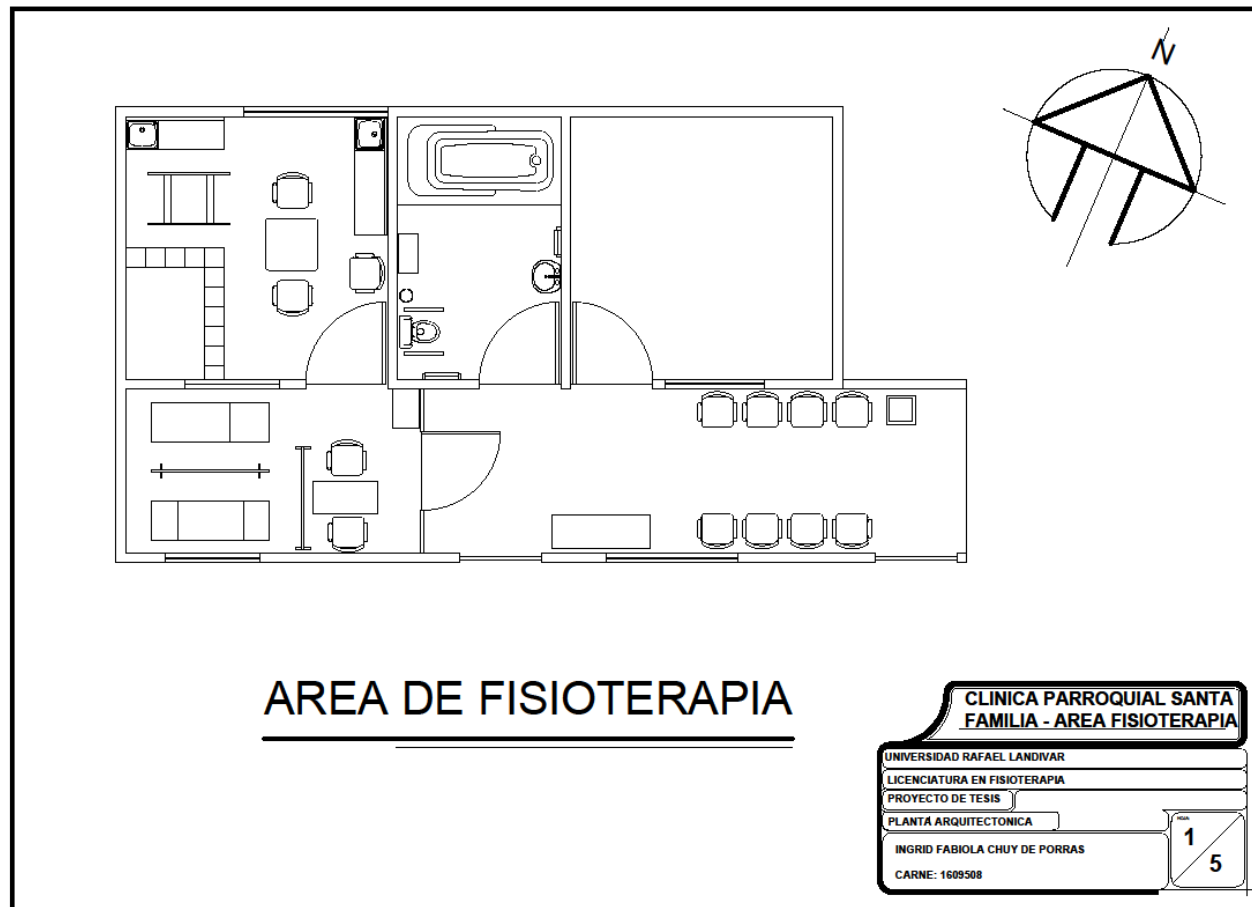 N
AREA DE FISIOTERAPIA
CLINICA PARROQUIAL SANTA
FAMILIA - AREA FISIOTERAPIA
UNIVERSIDAD RAFAEL LANDIVAR
LICENCIATURA EN FISIOTERAPIA
PROYECTO DE TESIS
PLANTA ARQUITECTONICA
INGRID FABIOLA CHUY DE PORRAS
CARNE: 1609508
HOJA:
1
5